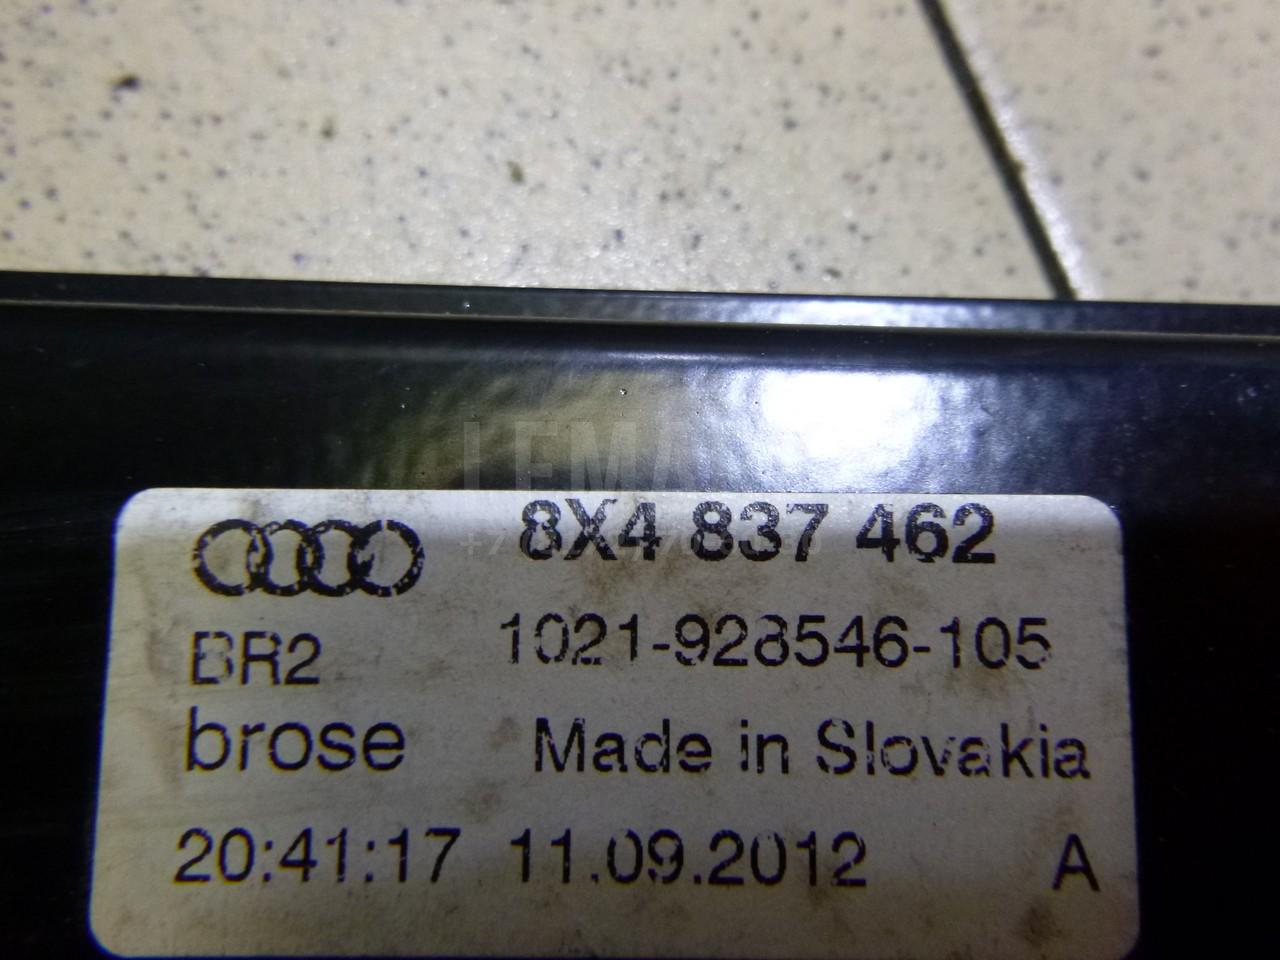 8X4 837 462
BR2 1021-928546-105
brose Made in Slovakia
20:41:17 11.09.2012 A